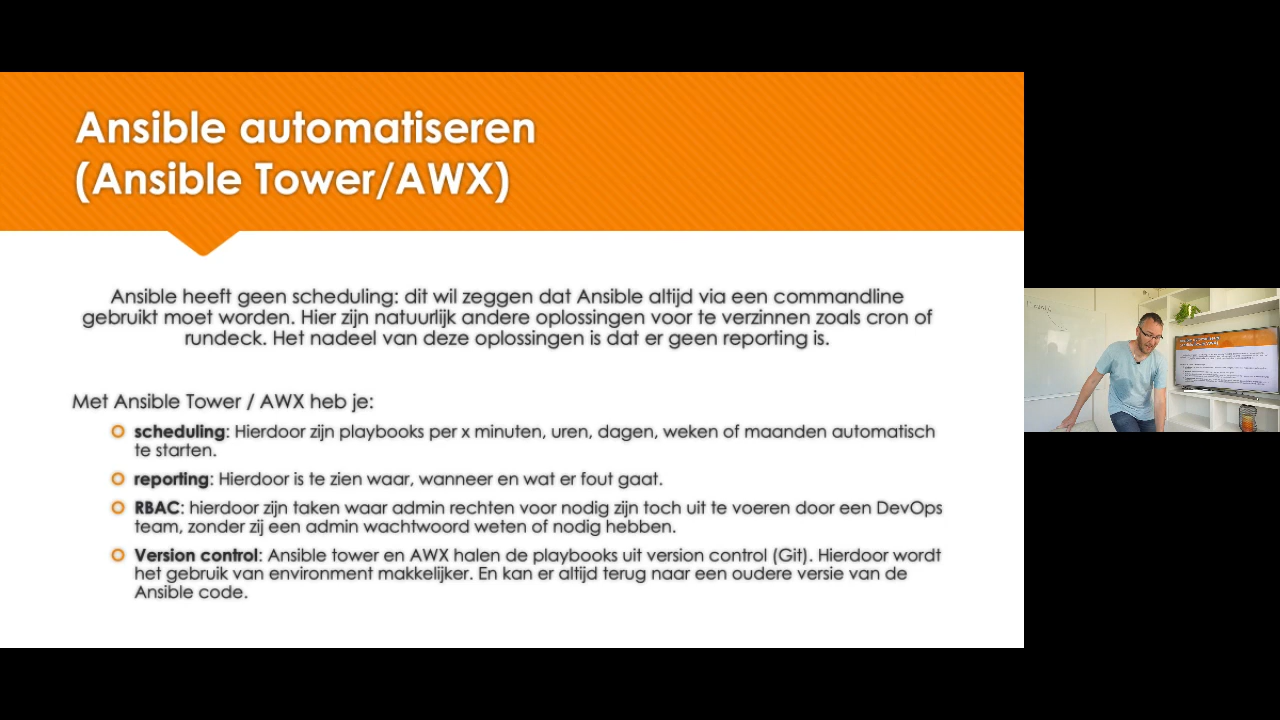 Ansible automatiseren
(Ansible Tower/AWX)
Ansible heeft geen scheduling: dit wil zeggen dat Ansible altijd via een commandline
gebruikt moet worden. Hier zijn natuurlijk andere oplossingen voor te verzinnen zoals cron of
rundeck. Het nadeel van deze oplossingen is dat er geen reporting is.
Met Ansible Tower / AWX heb je:
scheduling: Hierdoor zijn playbooks per x minuten, uren, dagen, weken of maanden automatisch
te starten.
reporting: Hierdoor is te zien waar, wanneer en wat er fout gaat.
RBAC: hierdoor zijn taken waar admin rechten voor nodig zijn toch uit te voeren door een DevOps
team, zonder zij een admin wachtwoord weten of nodig hebben.
Version control: Ansible tower en AWX halen de playbooks uit version control (Git). Hierdoor wordt
het gebruik van environment makkelijker. En kan er altijd terug naar een oudere versie van de
Ansible code.